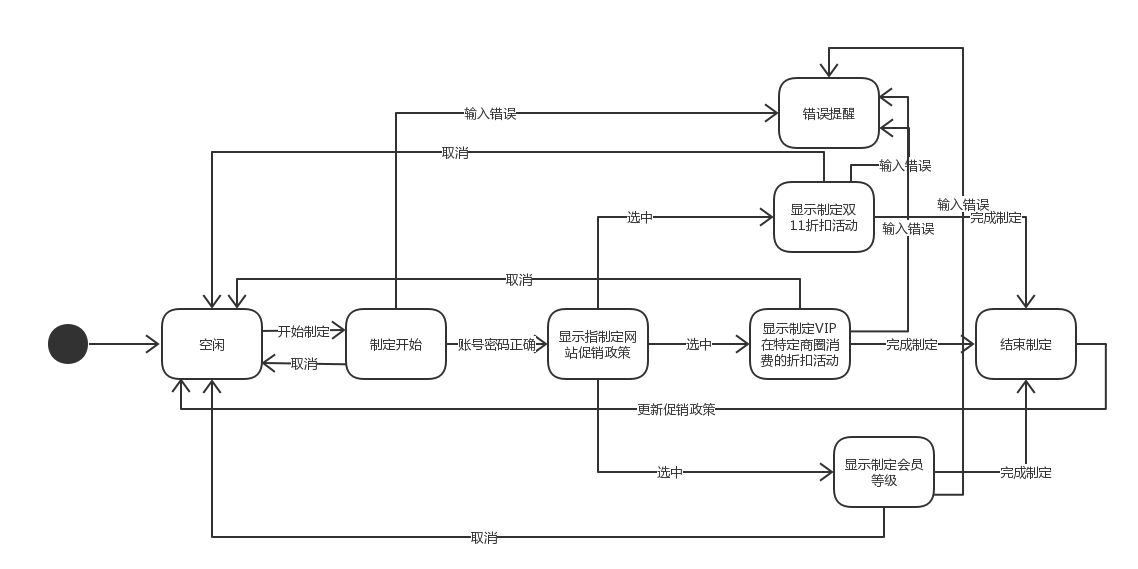 错误提醒
输入错误
取消
输入错误
显示制定双
11折扣活动
选中
输入错误
完成制定
输入错误
取消
空闲
开始制定
取消
制定开始
账号密码正确
显示指制定网
站促销政策
选中
显示制定VIP
在特定商圈消
费的折扣活动
完成制定
结束制定
更新促销政策
选中
显示制定会员
等级
完成制定
取消